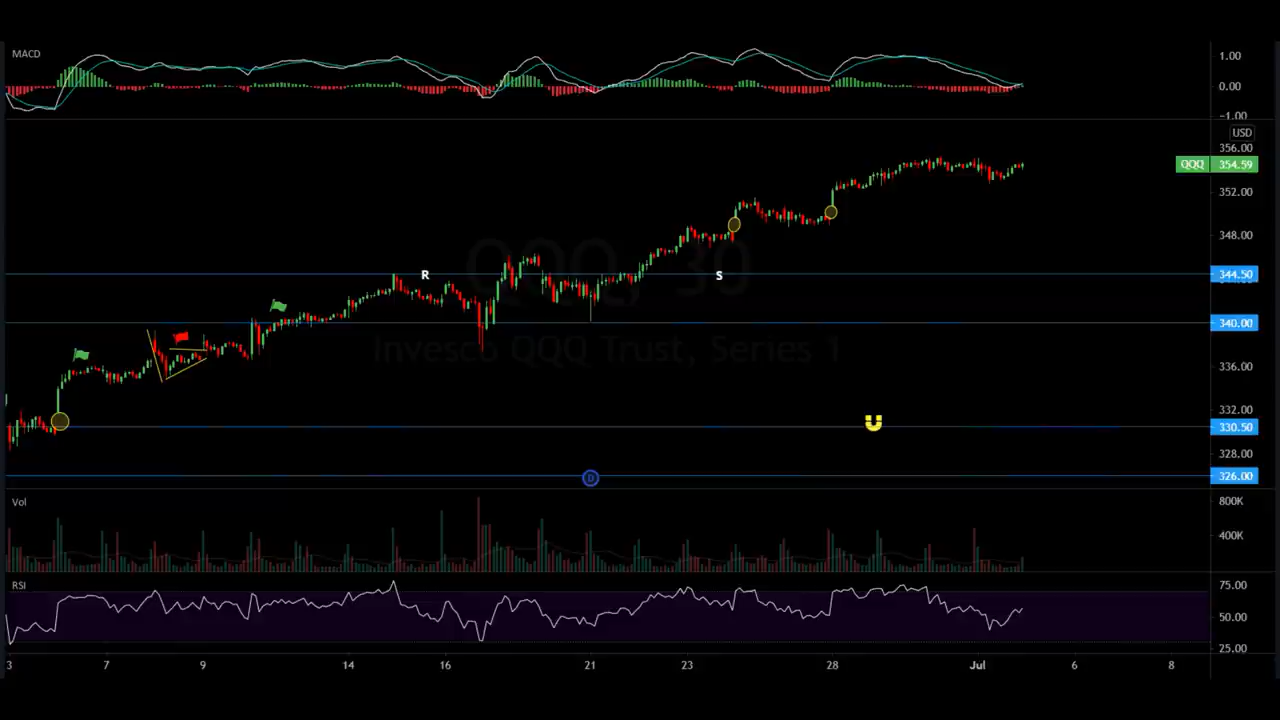 MACD
1.00
0.00
−1.00
USD
356.00
QQQ 354.59
352.00
348.00
QQQ, 30
R
S
344.50
340.00
Invesco QQQ Trust, Series 1
336.00
332.00
330.50
328.00
326.00
D
Vol
800K
400K
RSI
75.00
50.00
25.00
3 7 9 14 16 21 23 28 Jul 6 8